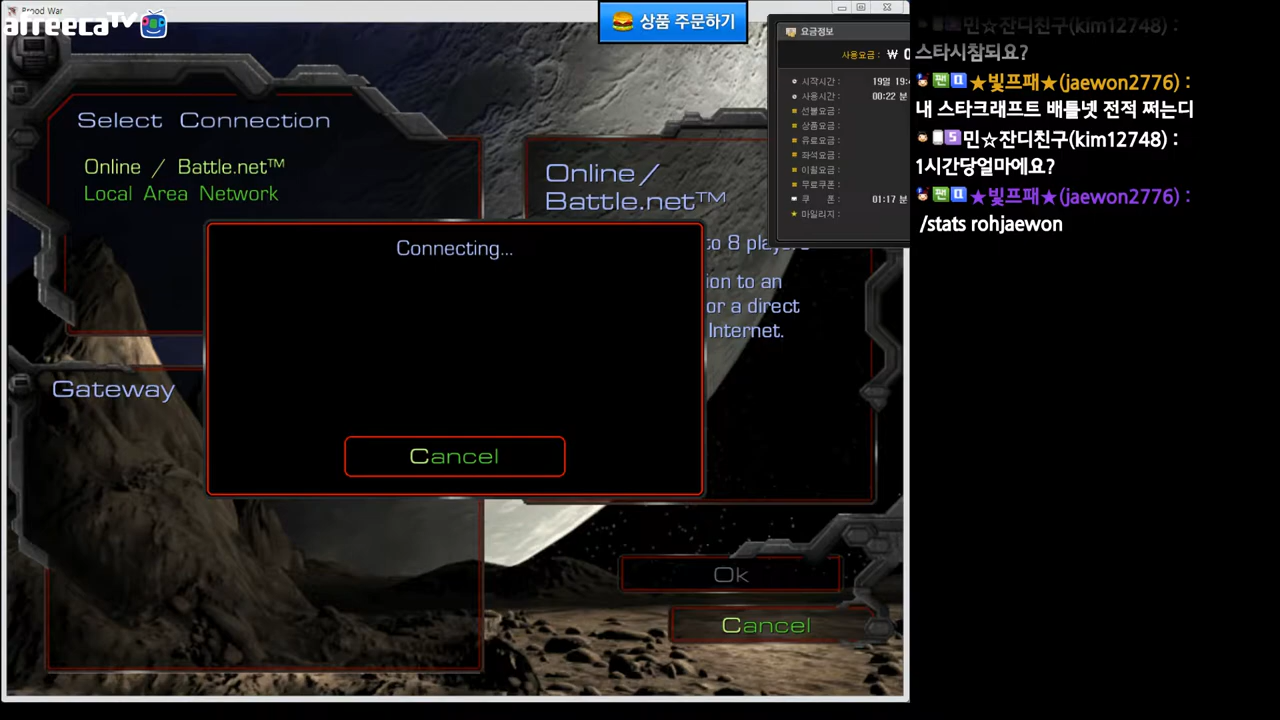 Brood War
afreecaTV
상품 주문하기
Select Connection
Online / Battle.net™
Local Area Network
Online /
Battle.net™
to 8 players
ion to an
or a direct
Internet.
Connecting...
Cancel
Gateway
Ok
Cancel
요금정보
사용요금 : ₩ 0
시작시간 : 19일 19:4
사용시간 : 00:22 분
선불요금 :
상품요금 :
유료요금 :
좌석요금 :
이월요금 :
무료쿠폰 :
쿠 폰 : 01:17 분
마일리지 :
민☆잔디친구(kim12748) :
스타시참되요?
팬 ★빛프패★(jaewon2776) :
내 스타크래프트 배틀넷 전적 쩌는디
S 민☆잔디친구(kim12748) :
1시간당얼마에요?
팬 ★빛프패★(jaewon2776) :
/stats rohjaewon